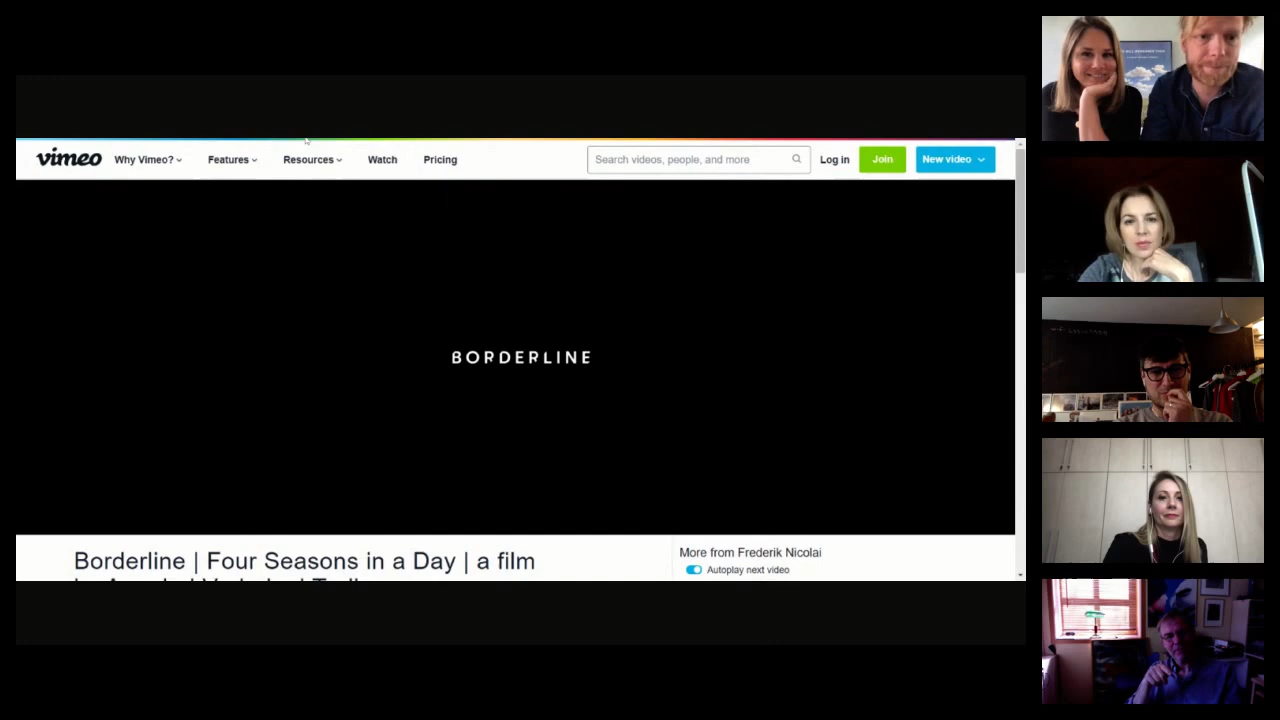 vimeo Why Vimeo? Features Resources Watch Pricing Search videos, people, and more Log in Join New video
BORDERLINE
Borderline | Four Seasons in a Day | a film
More from Frederik Nicolai
Autoplay next video